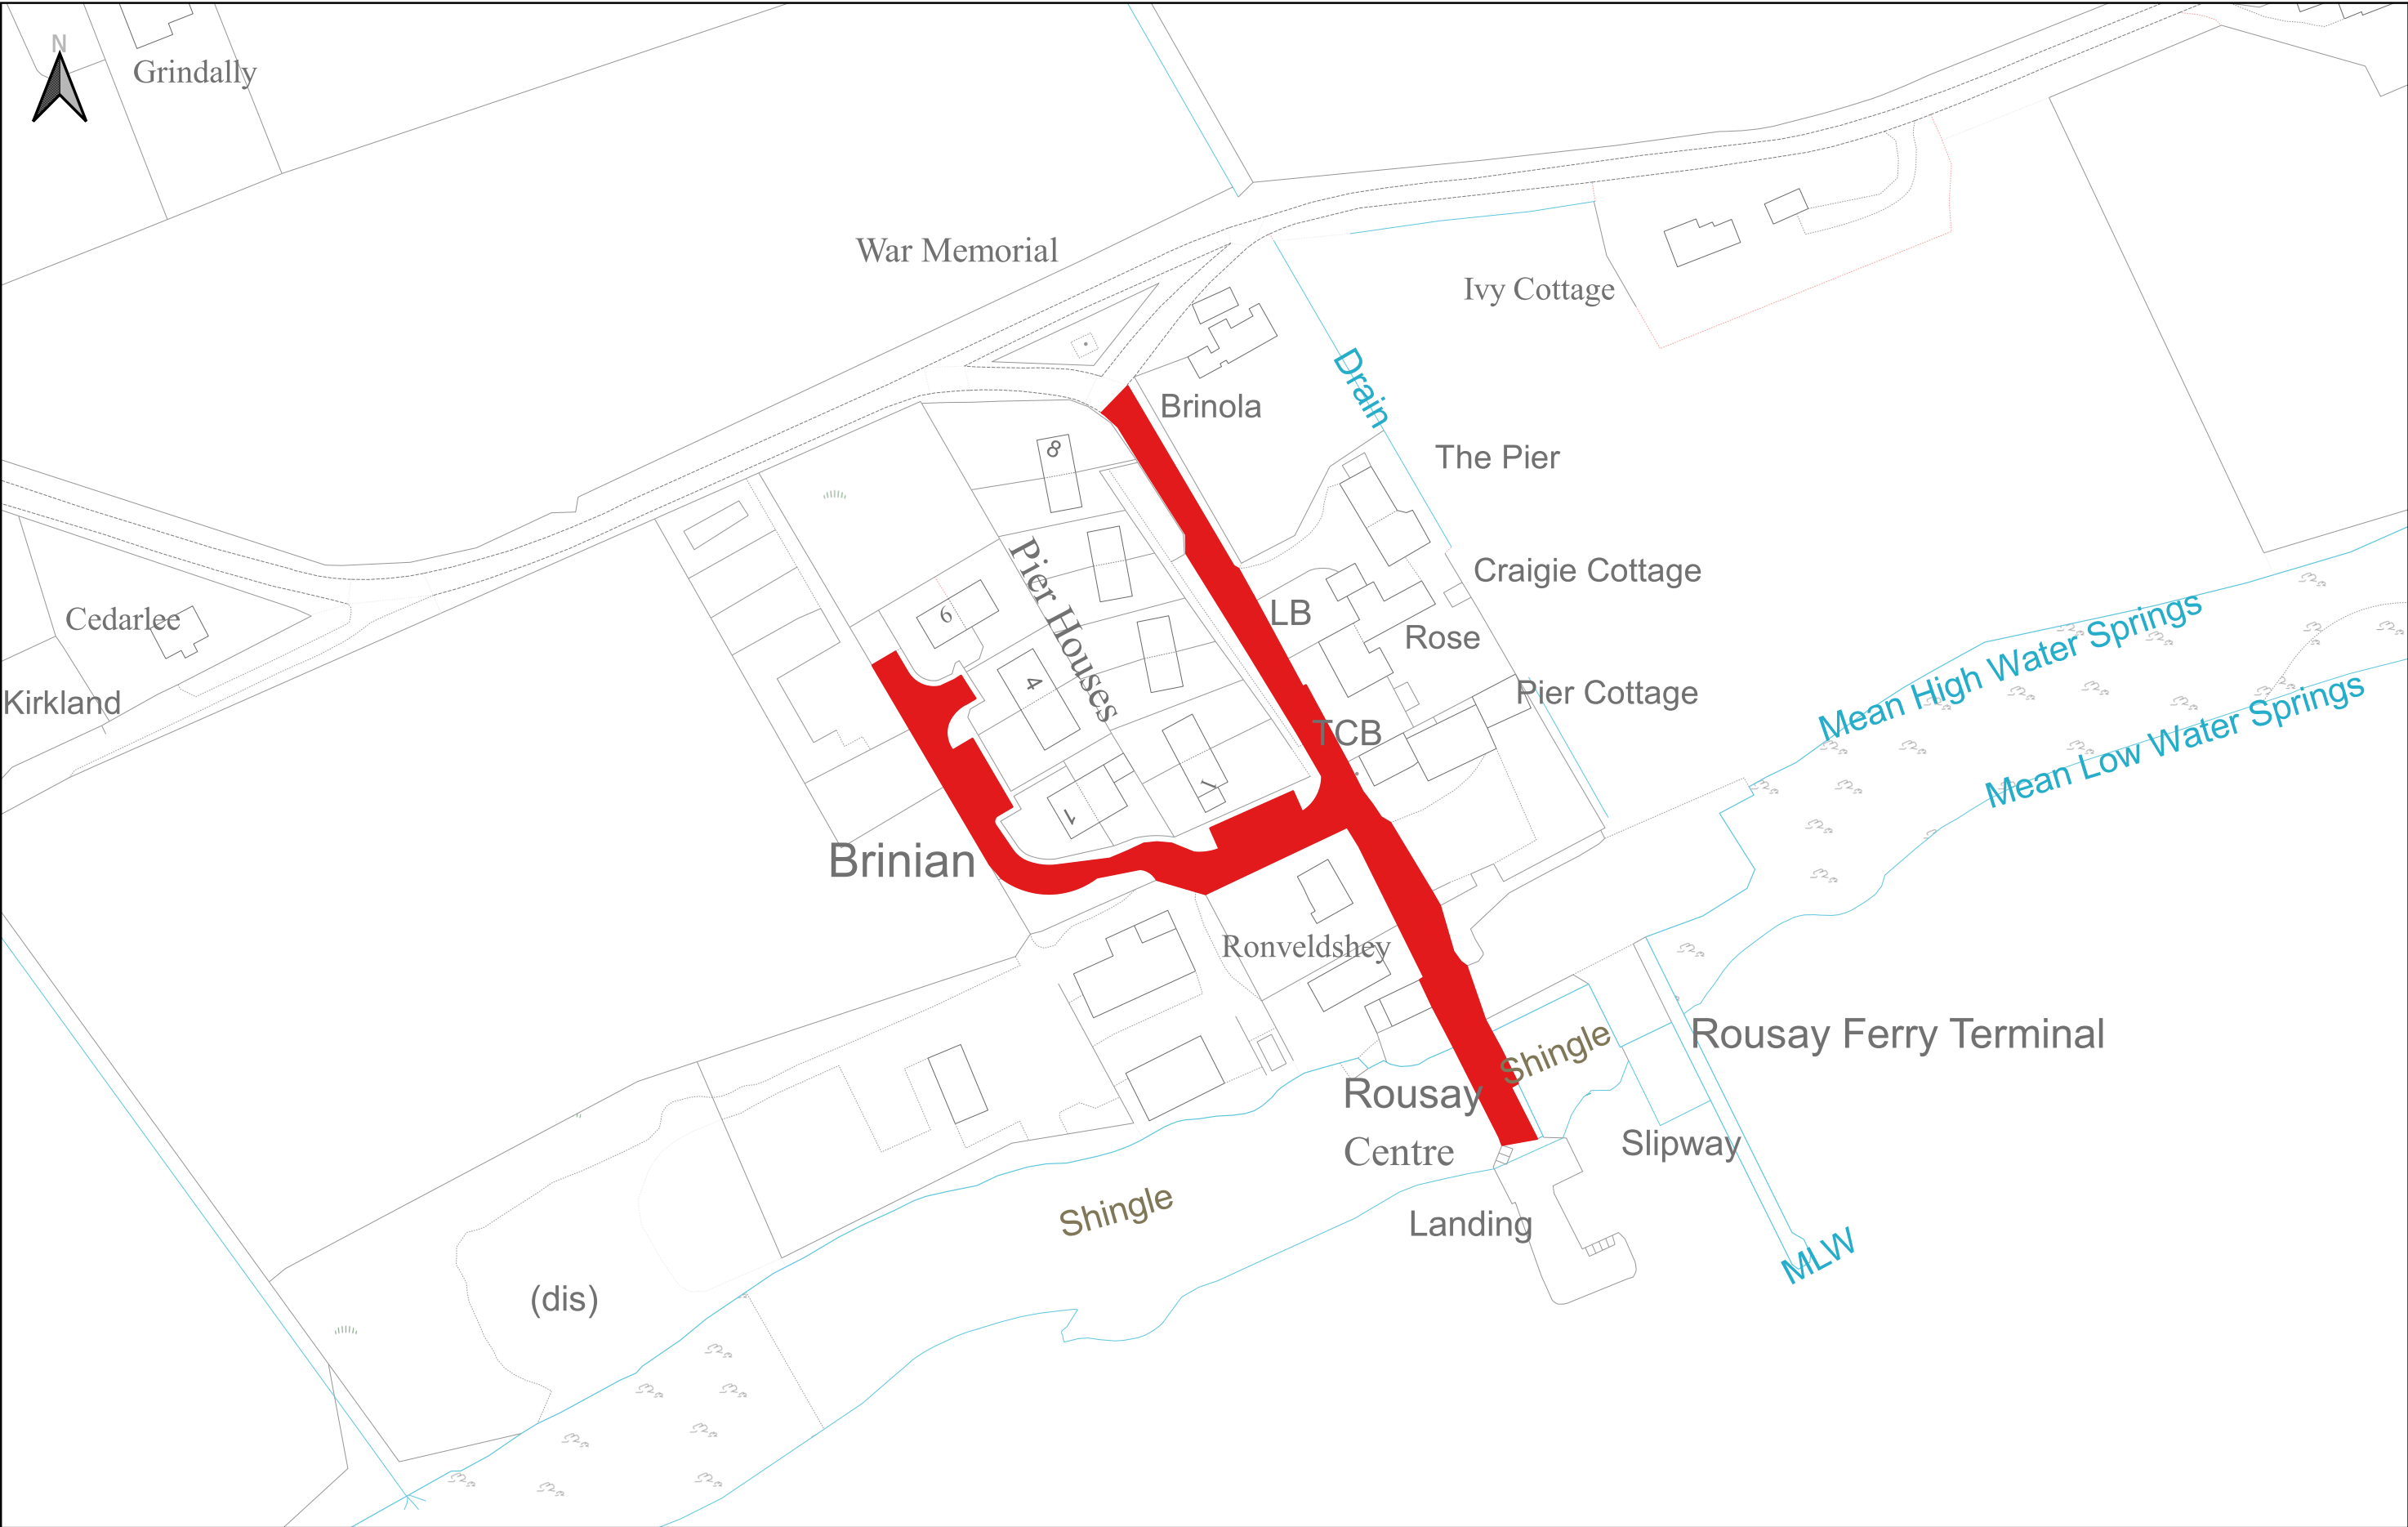 N
Grindally
War Memorial
Ivy Cottage
Drain
Brinola
8
The Pier
Pier Houses
Craigie Cottage
LB
6
Mean High Water Springs
Cedarlee
Rose
4
Kirkland
Pier Cottage
Mean Low Water Springs
TCB
1
1
Brinian
Ronveldshey
Rousay Ferry Terminal
Shingle
Rousay
Centre
Slipway
Shingle
Landing
MLW
(dis)